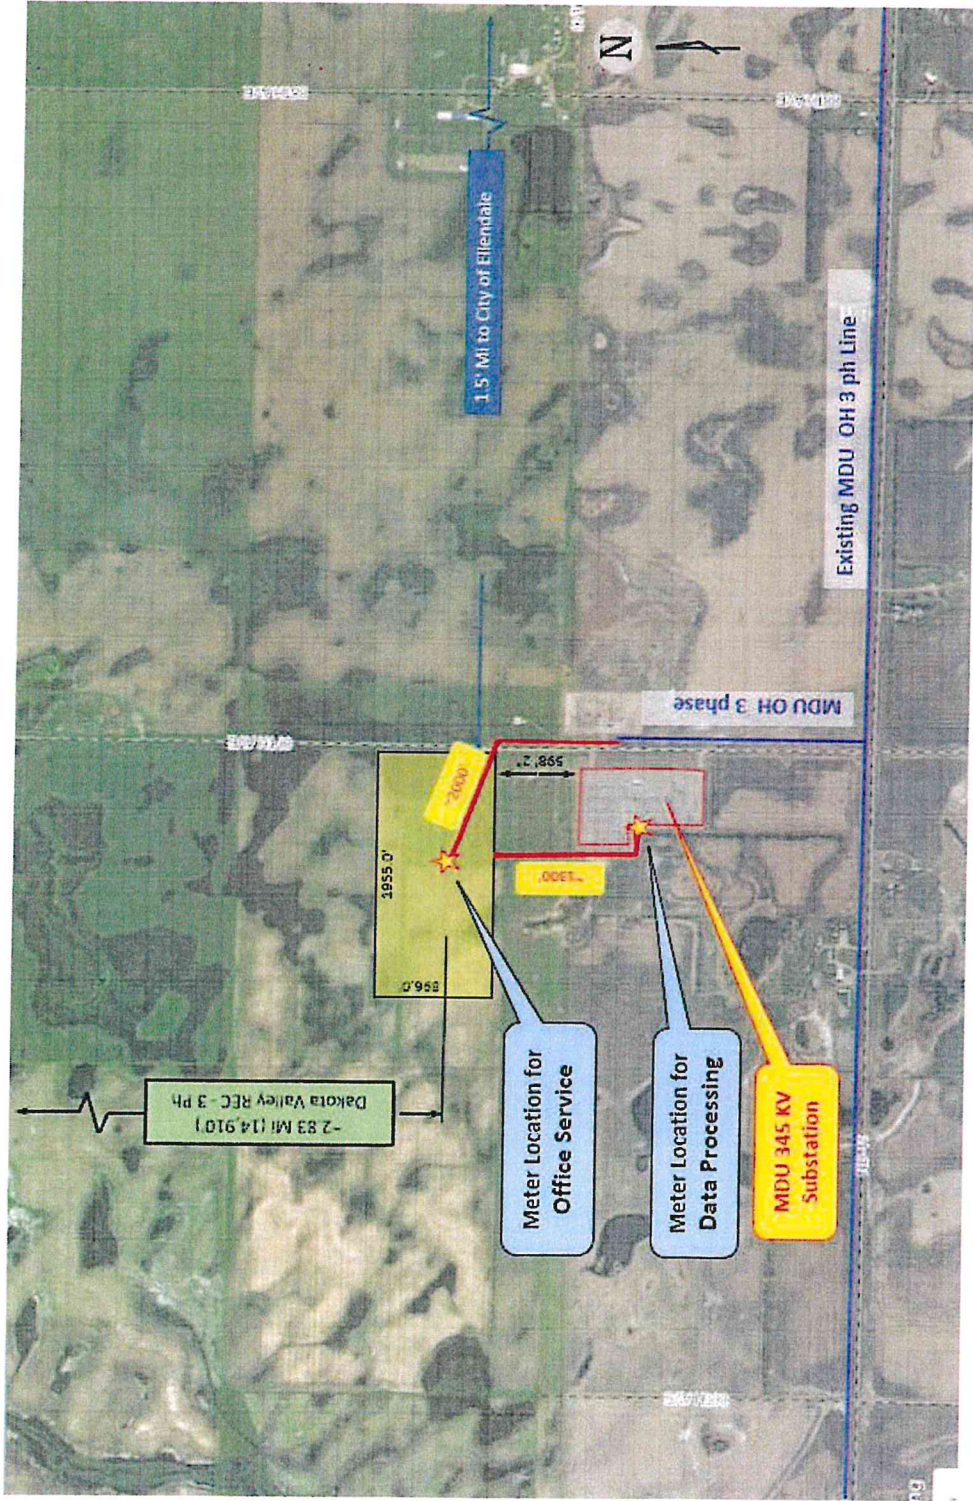 N
1.5' Mi to City of Ellendale
Existing MDU OH 3 ph Line
MDU OH 3 phase
~2000'
598' 2"
1955.0'
896.0'
~1300'
~2.83 Mi (14,910')
Dakota Valley REC - 3 Ph
Meter Location for
Office Service
Meter Location for
Data Processing
MDU 345 KV
Substation